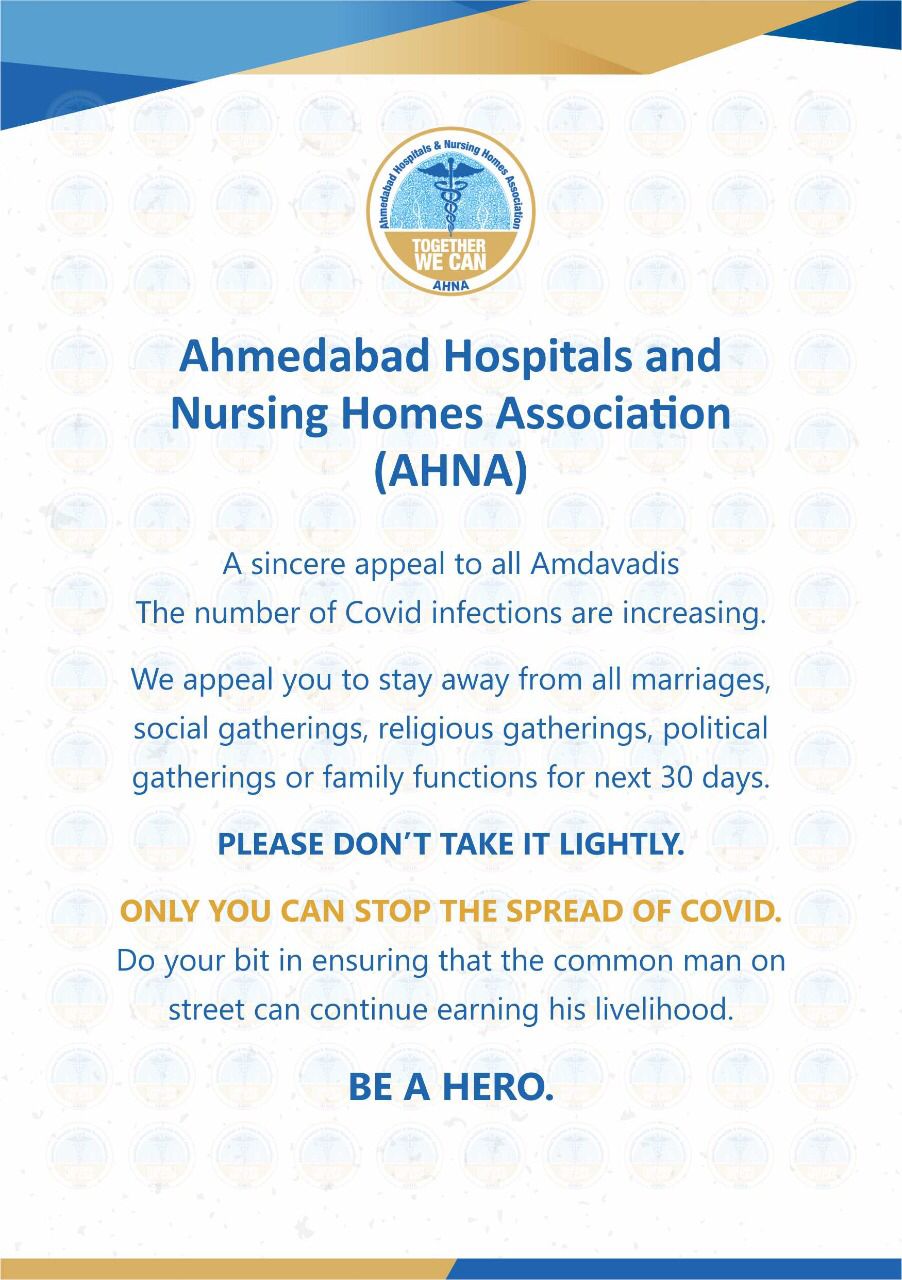 Ahmedabad Hospitals & Nursing Homes Association
TOGETHER
WE CAN
AHNA
Ahmedabad Hospitals and
Nursing Homes Association
(AHNA)
A sincere appeal to all Amdavadis
The number of Covid infections are increasing.
We appeal you to stay away from all marriages,
social gatherings, religious gatherings, political
gatherings or family functions for next 30 days.
PLEASE DON’T TAKE IT LIGHTLY.
ONLY YOU CAN STOP THE SPREAD OF COVID.
Do your bit in ensuring that the common man on
street can continue earning his livelihood.
BE A HERO.